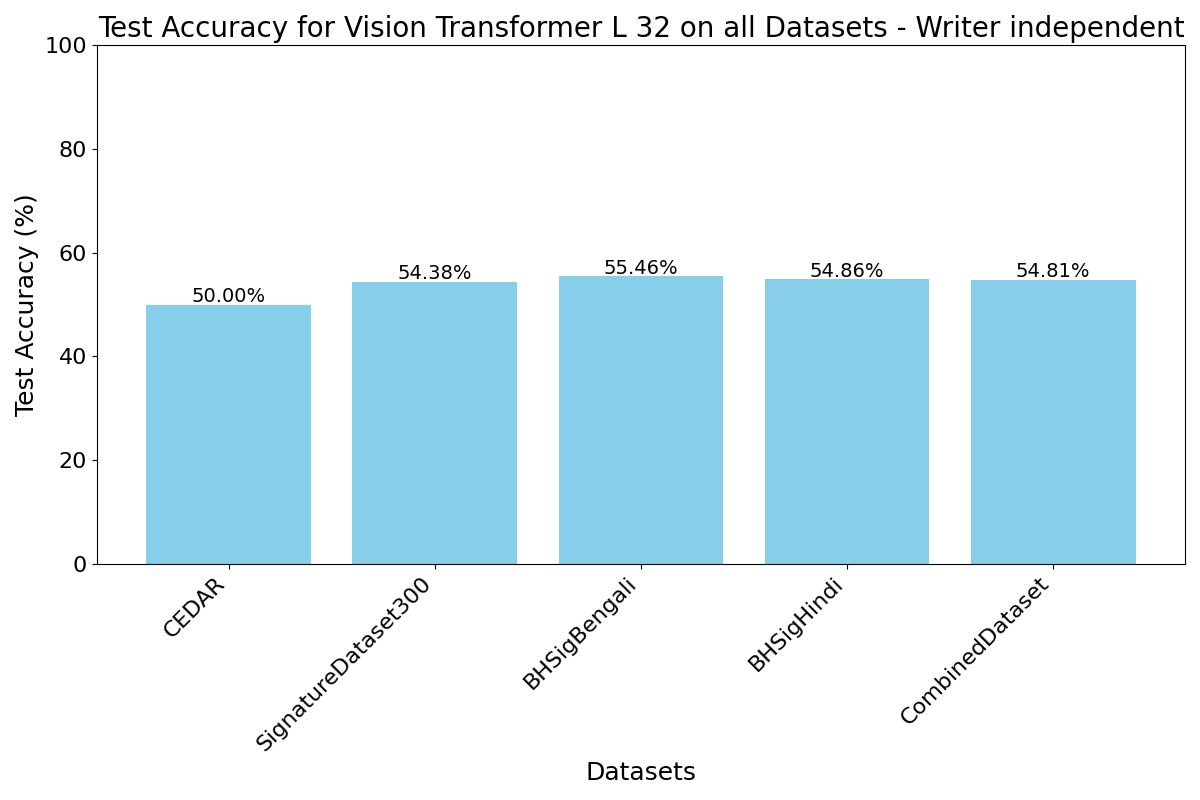 Test Accuracy for Vision Transformer L 32 on all Datasets - Writer independent
100
80
60
40
20
0
Test Accuracy (%)
50.00%
54.38%
55.46%
54.86%
54.81%
CEDAR
SignatureDataset300
BHSigBengali
BHSigHindi
CombinedDataset
Datasets